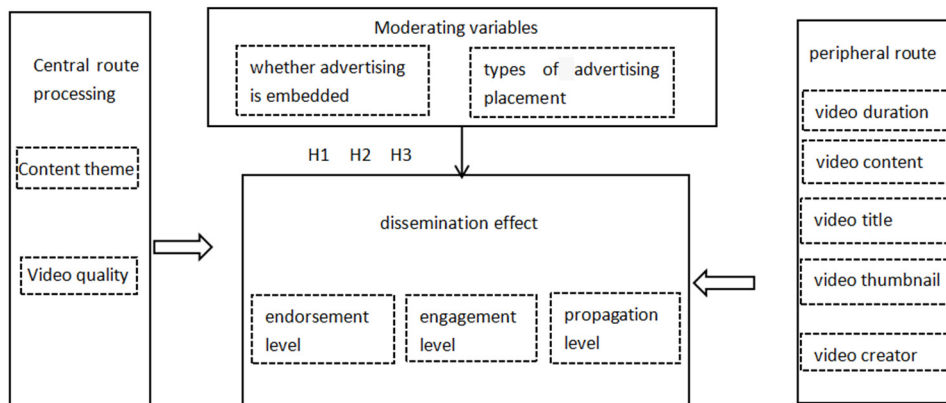 Central route
processing
Content theme
Video quality
Moderating variables
whether advertising
is embedded
types of advertising
placement
H1 H2 H3
dissemination effect
endorsement
level
engagement
level
propagation
level
peripheral route
video duration
video content
video title
video thumbnail
video creator